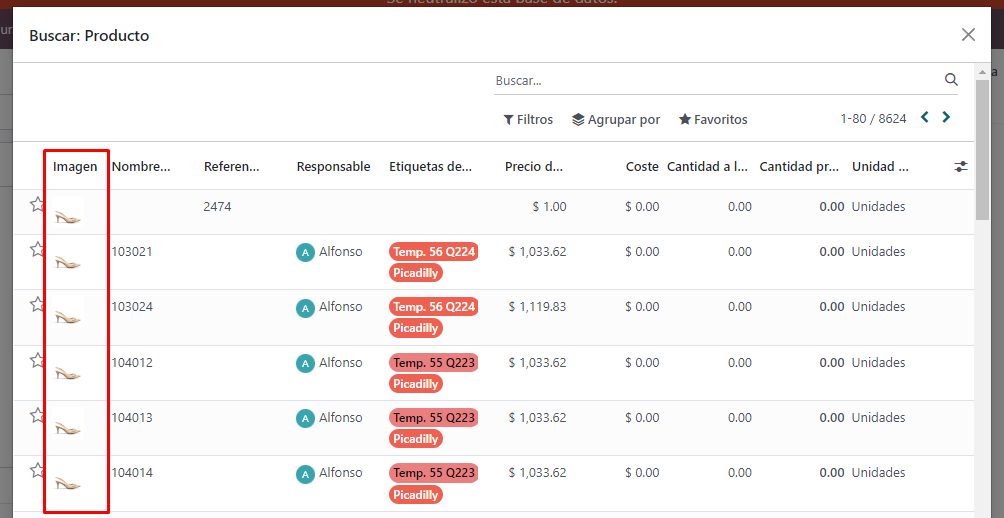 Se neutralizó esta base de datos.
Buscar: Producto
Buscar...
Filtros Agrupar por Favoritos 1-80 / 8624
Imagen Nombre... Referen... Responsable Etiquetas de... Precio d... Coste Cantidad a l... Cantidad pr... Unidad ...
2474 $ 1.00 $ 0.00 0.00 0.00 Unidades
103021 A Alfonso Temp. 56 Q224 $ 1,033.62 $ 0.00 0.00 0.00 Unidades
Picadilly
103024 A Alfonso Temp. 56 Q224 $ 1,119.83 $ 0.00 0.00 0.00 Unidades
Picadilly
104012 A Alfonso Temp. 55 Q223 $ 1,033.62 $ 0.00 0.00 0.00 Unidades
Picadilly
104013 A Alfonso Temp. 55 Q223 $ 1,033.62 $ 0.00 0.00 0.00 Unidades
Picadilly
104014 A Alfonso Temp. 55 Q223 $ 1,033.62 $ 0.00 0.00 0.00 Unidades
Picadilly